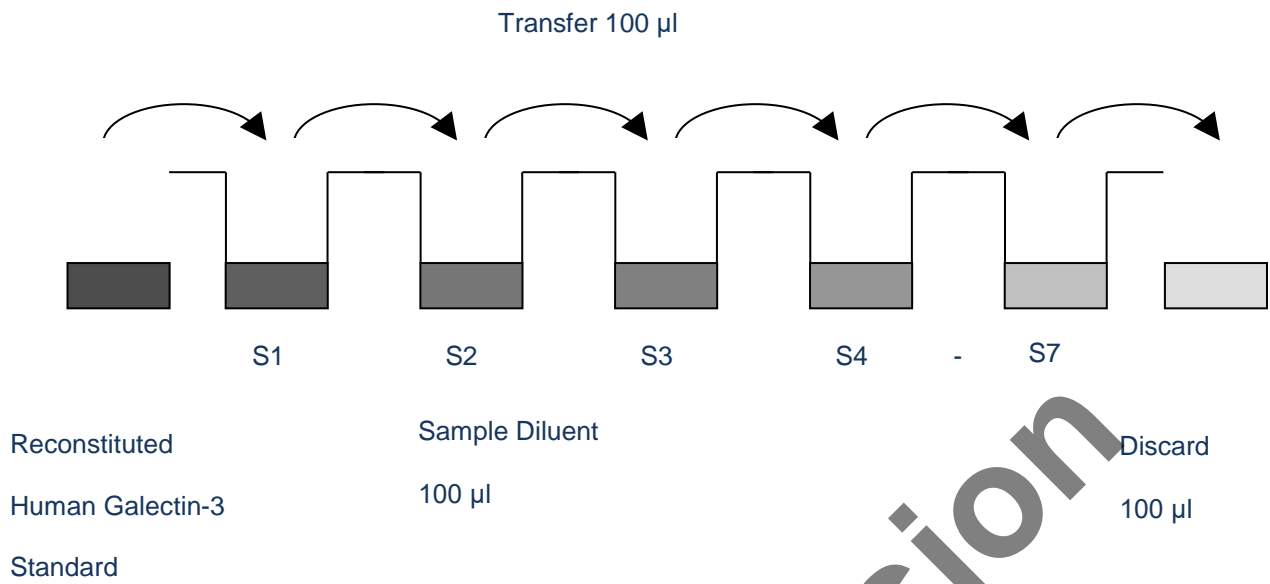 Transfer 100 µl
S1 S2 S3 S4 - S7
Reconstituted
Human Galectin-3
Standard
Sample Diluent
100 µl
Discard
100 µl
sion